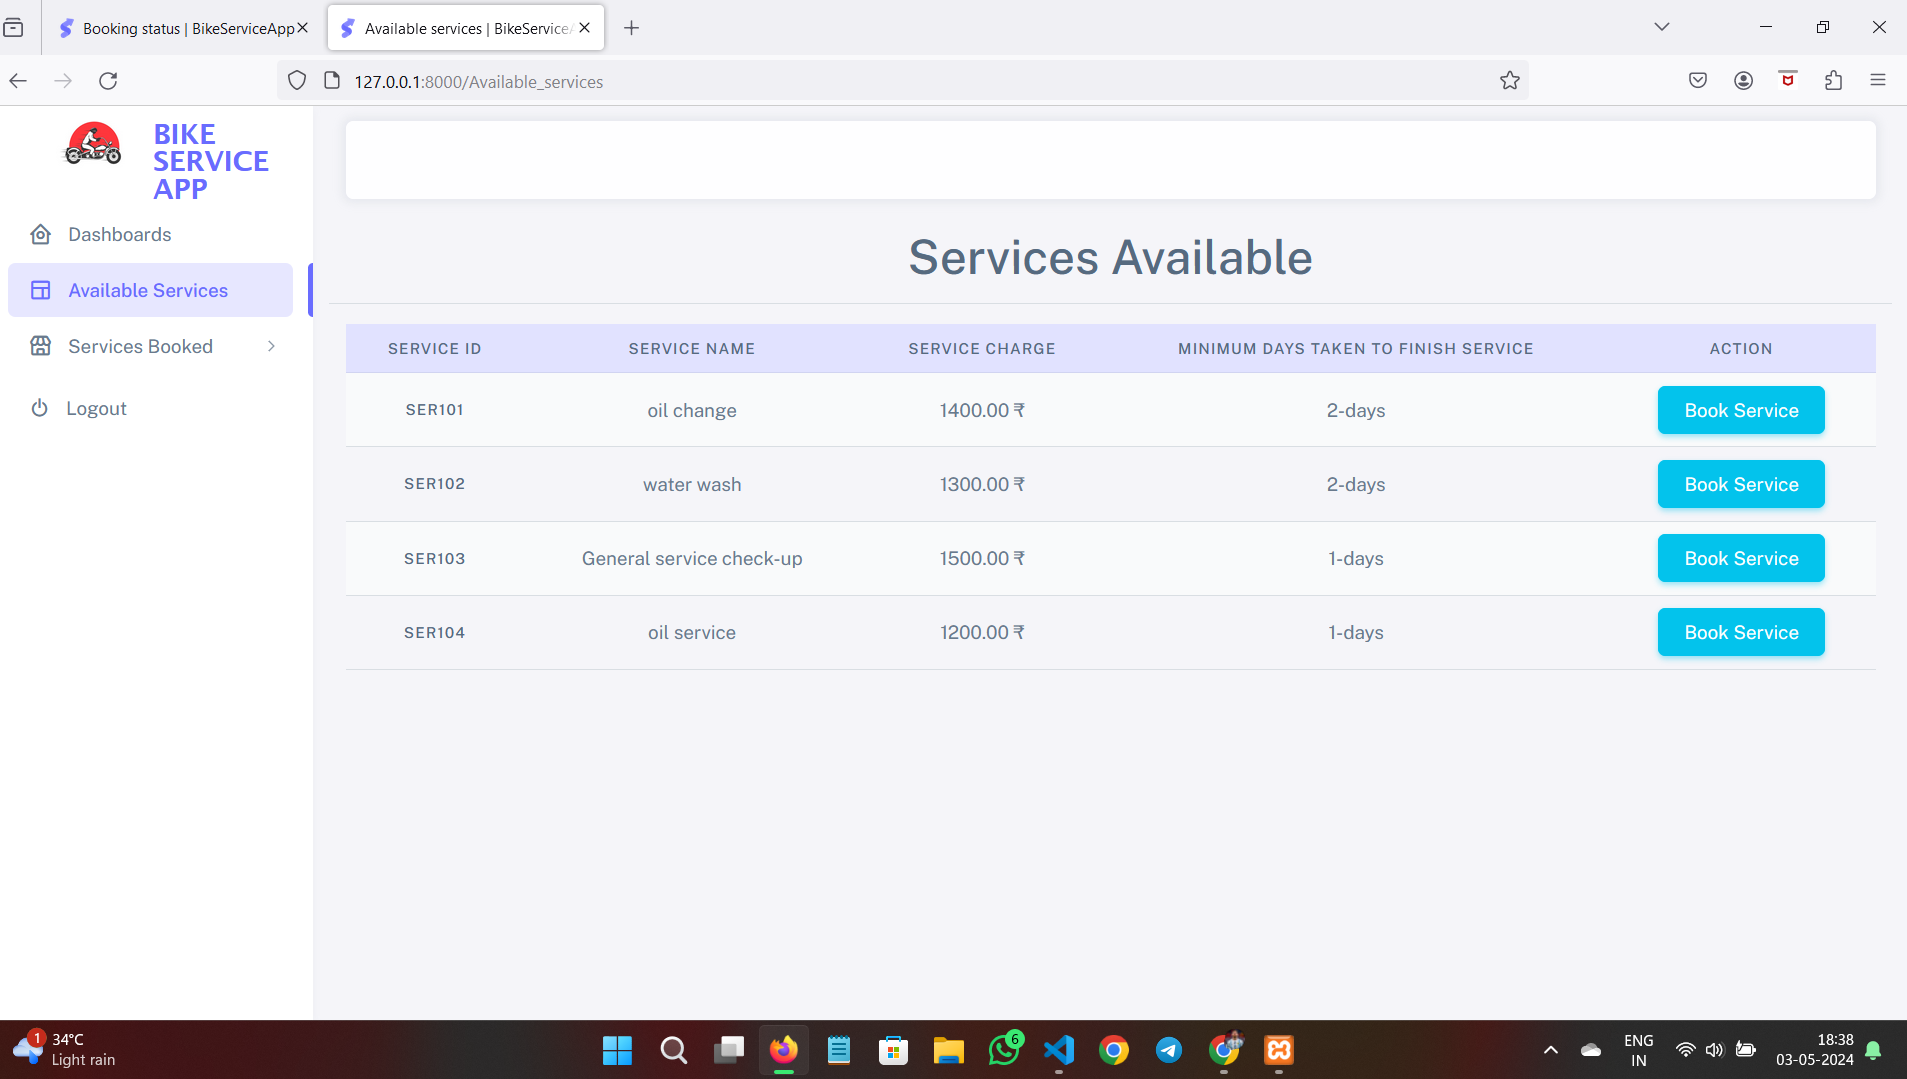 Booking status | BikeServiceApp
Available services | BikeService
127.0.0.1:8000/Available_services
BIKE
SERVICE
APP
Dashboards
Available Services
Services Booked
Logout
Services Available
SERVICE ID SERVICE NAME SERVICE CHARGE MINIMUM DAYS TAKEN TO FINISH SERVICE ACTION
SER101 oil change 1400.00 ₹ 2-days Book Service
SER102 water wash 1300.00 ₹ 2-days Book Service
SER103 General service check-up 1500.00 ₹ 1-days Book Service
SER104 oil service 1200.00 ₹ 1-days Book Service
1
34°C
Light rain
6
ENG
IN
18:38
03-05-2024